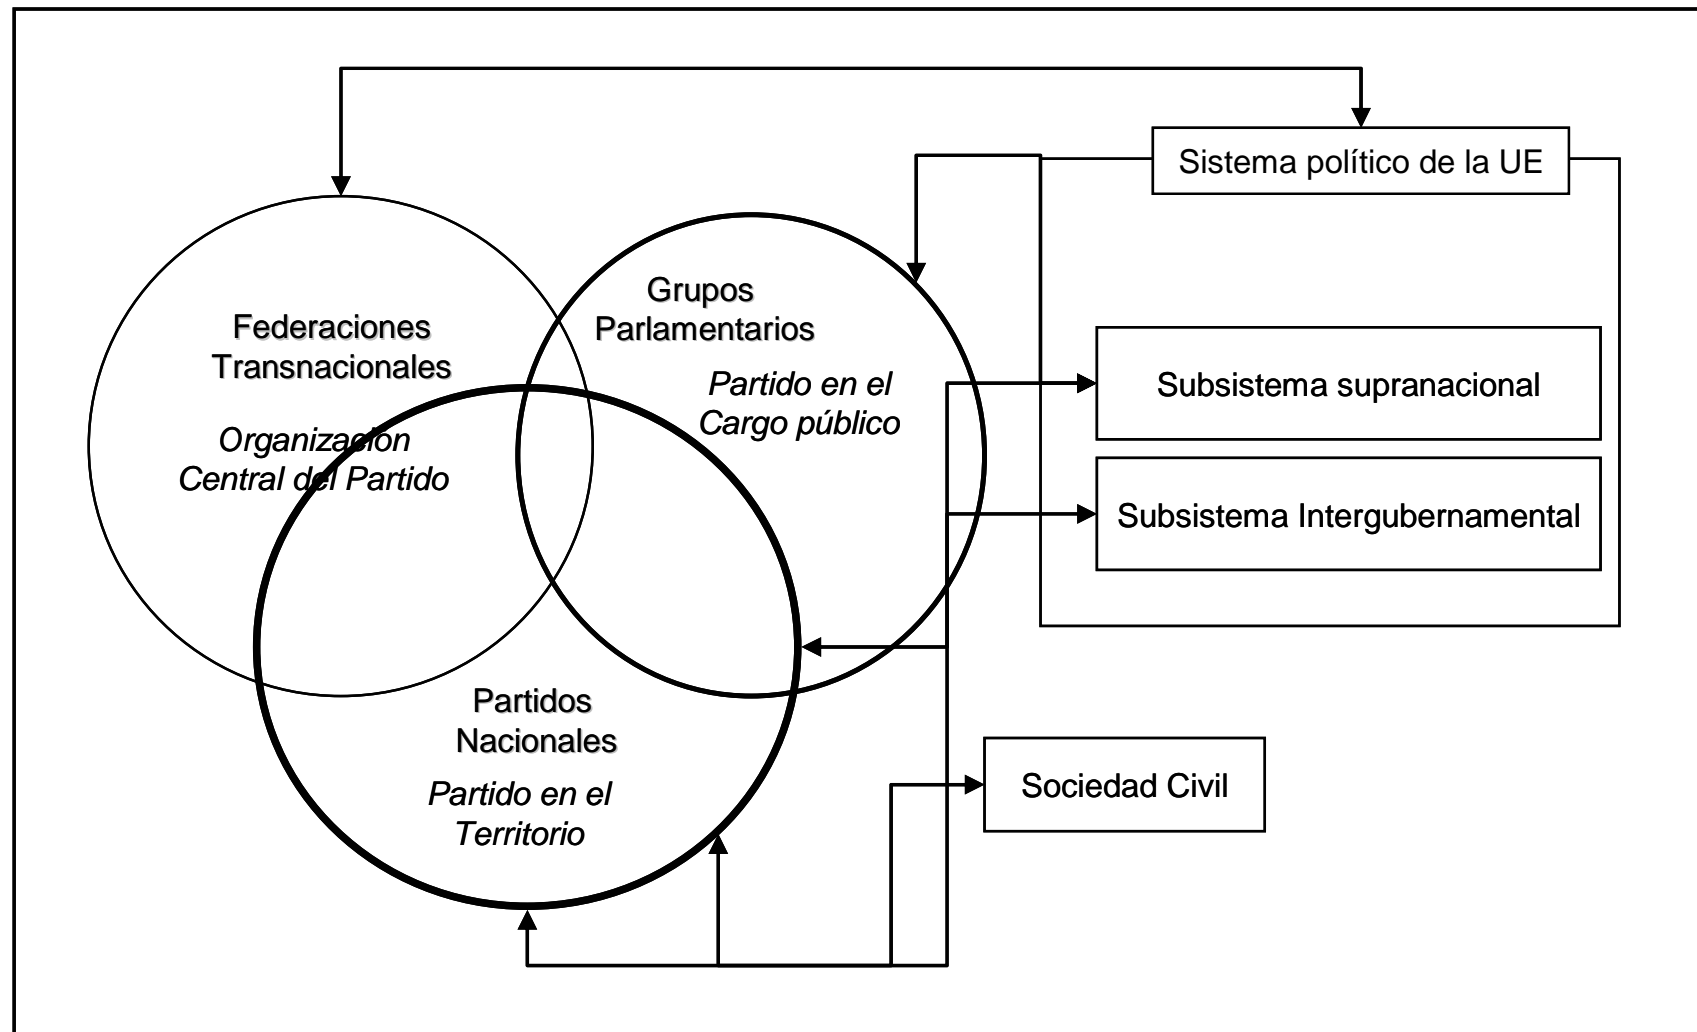 Sistema político de la UE
Federaciones
Transnacionales
Organización
Central del Partido
Grupos
Parlamentarios
Partido en el
Cargo público
Subsistema supranacional
Subsistema Intergubernamental
Partidos
Nacionales
Partido en el
Territorio
Sociedad Civil